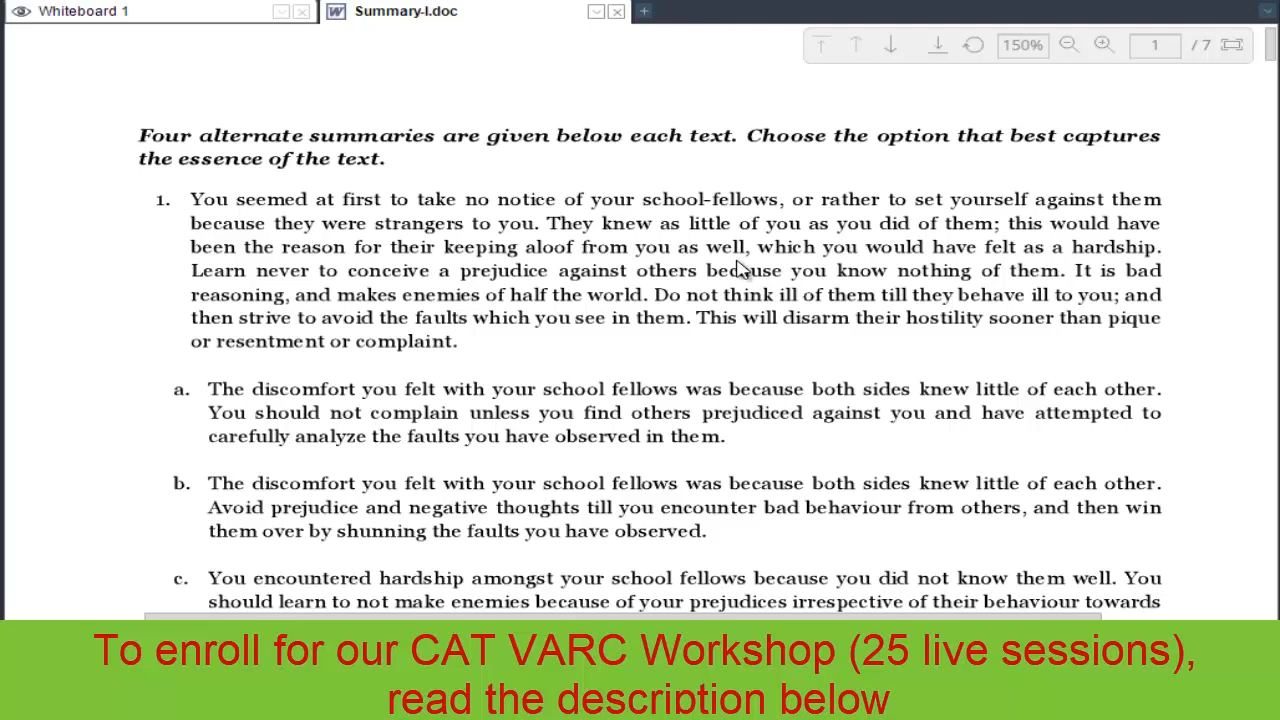 Whiteboard 1
Summary-I.doc
150%
1
/ 7
Four alternate summaries are given below each text. Choose the option that best captures
the essence of the text.
1. You seemed at first to take no notice of your school-fellows, or rather to set yourself against them
because they were strangers to you. They knew as little of you as you did of them; this would have
been the reason for their keeping aloof from you as well, which you would have felt as a hardship.
Learn never to conceive a prejudice against others because you know nothing of them. It is bad
reasoning, and makes enemies of half the world. Do not think ill of them till they behave ill to you; and
then strive to avoid the faults which you see in them. This will disarm their hostility sooner than pique
or resentment or complaint.
a. The discomfort you felt with your school fellows was because both sides knew little of each other.
You should not complain unless you find others prejudiced against you and have attempted to
carefully analyze the faults you have observed in them.
b. The discomfort you felt with your school fellows was because both sides knew little of each other.
Avoid prejudice and negative thoughts till you encounter bad behaviour from others, and then win
them over by shunning the faults you have observed.
c. You encountered hardship amongst your school fellows because you did not know them well. You
should learn to not make enemies because of your prejudices irrespective of their behaviour towards
To enroll for our CAT VARC Workshop (25 live sessions),
read the description below